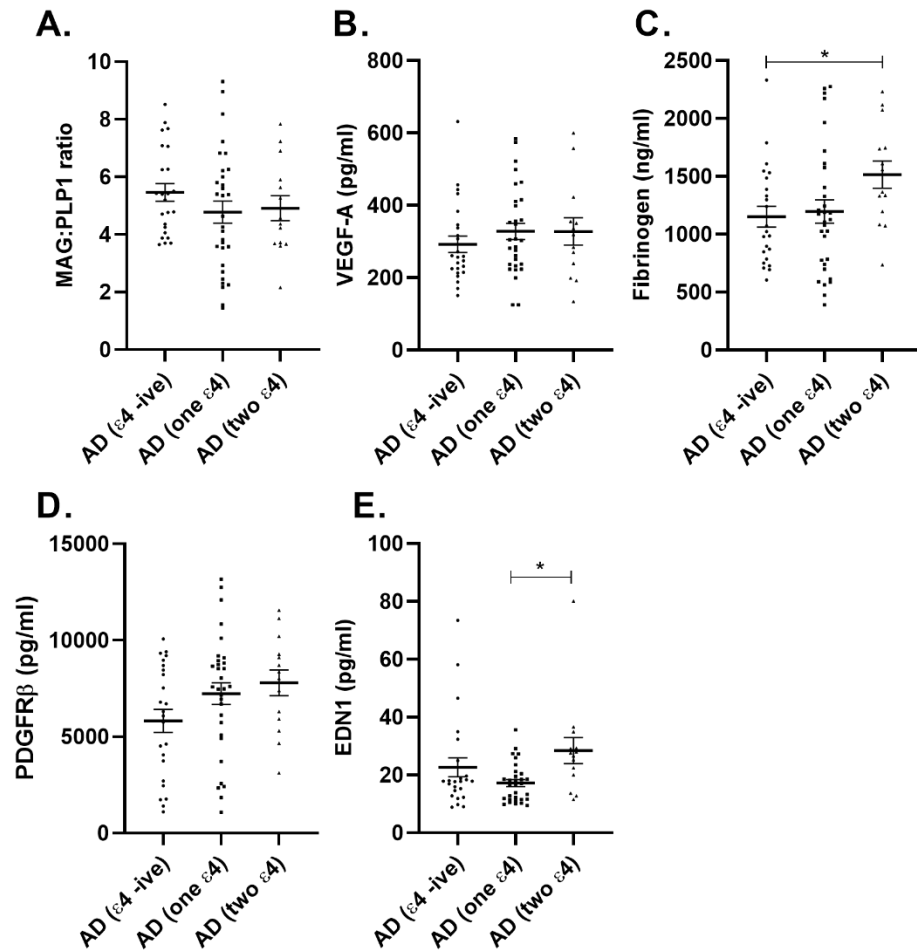 A.
MAG:PLP1 ratio
10
8
6
4
2
0
AD (ε4 -ive)
AD (one ε4)
AD (two ε4)
B.
VEGF-A (pg/ml)
800
600
400
200
0
AD (ε4 -ive)
AD (one ε4)
AD (two ε4)
C.
Fibrinogen (ng/ml)
2500
2000
1500
1000
500
0
*
AD (ε4 -ive)
AD (one ε4)
AD (two ε4)
D.
PDGFRβ (pg/ml)
15000
10000
5000
0
AD (ε4 -ive)
AD (one ε4)
AD (two ε4)
E.
EDN1 (pg/ml)
100
80
60
40
20
0
*
AD (ε4 -ive)
AD (one ε4)
AD (two ε4)